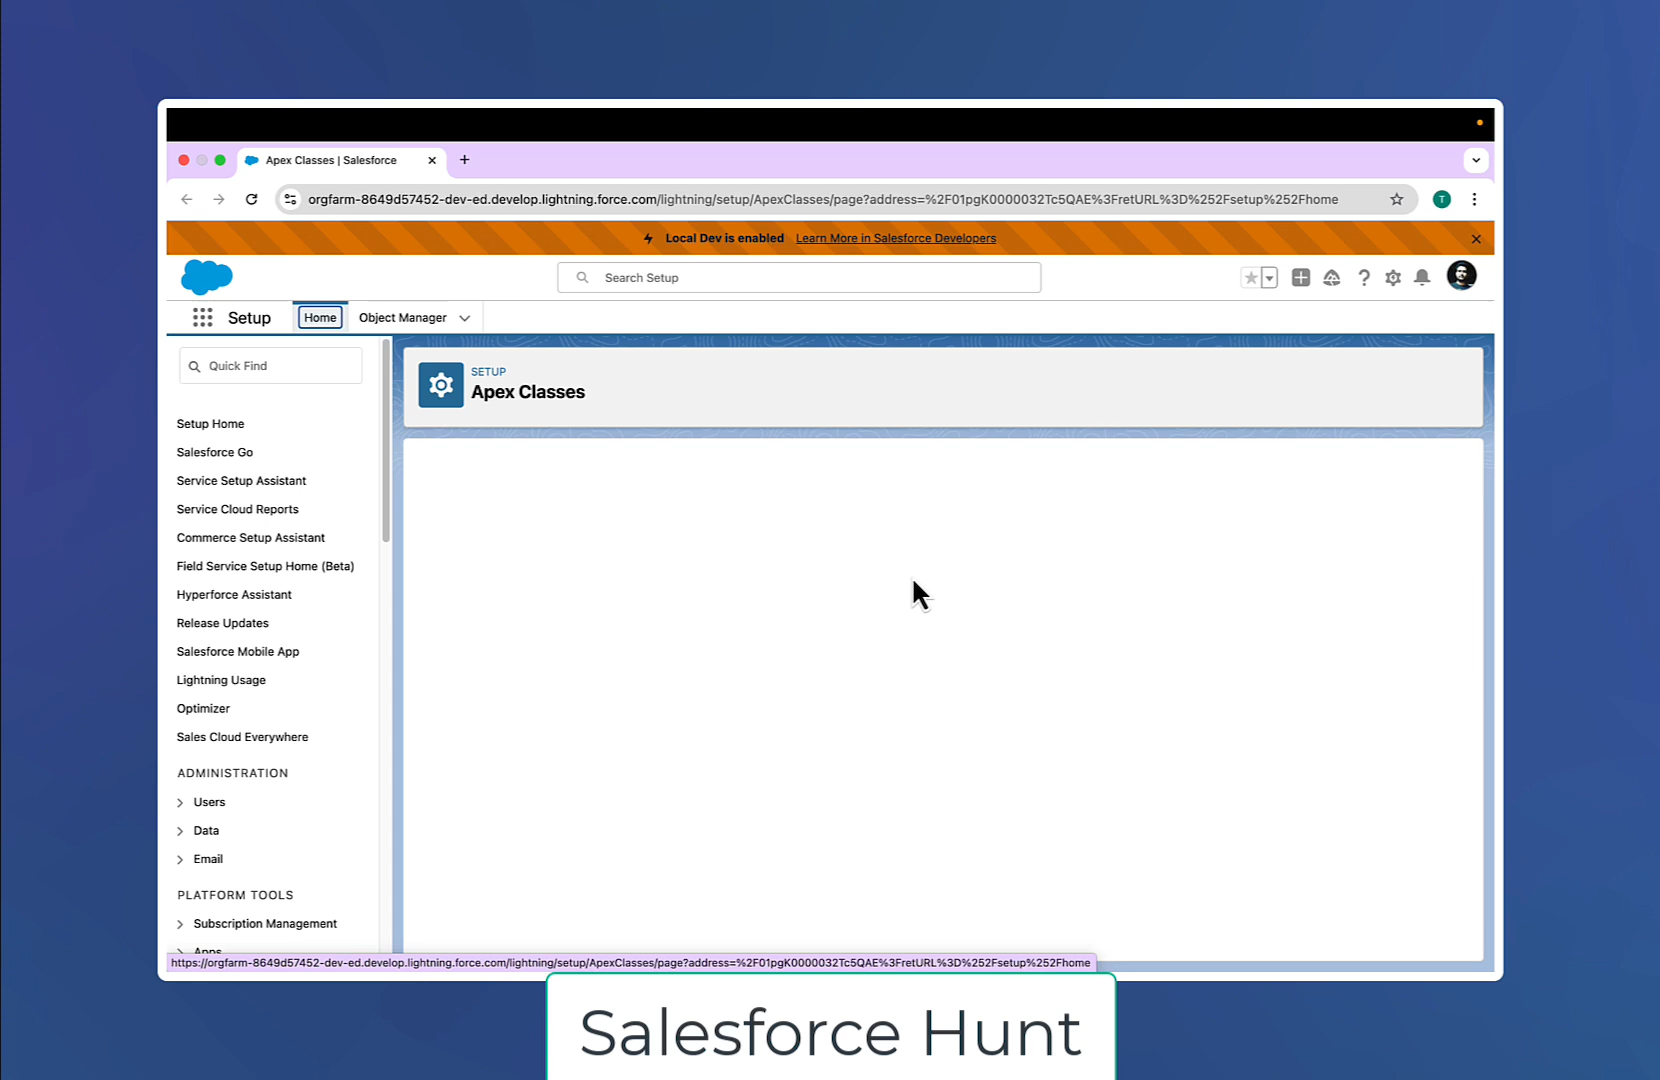 Apex Classes | Salesforce
orgfarm-8649d57452-dev-ed.develop.lightning.force.com/lightning/setup/ApexClasses/page?address=%2F01pgK0000032Tc5QAE%3FretURL%3D%252Fsetup%252Fhome
T
Local Dev is enabled Learn More in Salesforce Developers
Search Setup
Setup Home Object Manager
Quick Find
SETUP
Apex Classes
Setup Home
Salesforce Go
Service Setup Assistant
Service Cloud Reports
Commerce Setup Assistant
Field Service Setup Home (Beta)
Hyperforce Assistant
Release Updates
Salesforce Mobile App
Lightning Usage
Optimizer
Sales Cloud Everywhere
ADMINISTRATION
Users
Data
Email
PLATFORM TOOLS
Subscription Management
Apps
https://orgfarm-8649d57452-dev-ed.develop.lightning.force.com/lightning/setup/ApexClasses/page?address=%2F01pgK0000032Tc5QAE%3FretURL%3D%252Fsetup%252Fhome
Salesforce Hunt